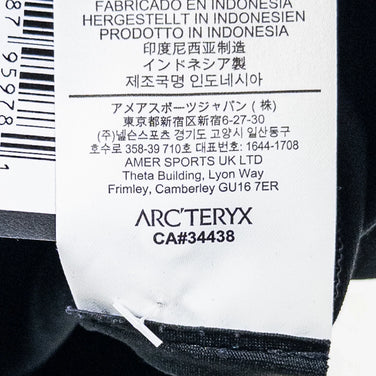 FABRICADO EN INDONESIA
HERGESTELLT IN INDONESIEN
PRODOTTO IN INDONESIA
印度尼西亚制造
インドネシア製
제조국명 인도네시아
アメアスポーツジャパン(株)
東京都新宿区新宿6-27-30
(주)넬슨스포츠 경기도 고양시 일산동구
호수로 358-39 710호 대표번호: 1644-1708
AMER SPORTS UK LTD
Theta Building, Lyon Way
Frimley, Camberley GU16 7ER
ARC'TERYX
CA#34438
87 95978 1